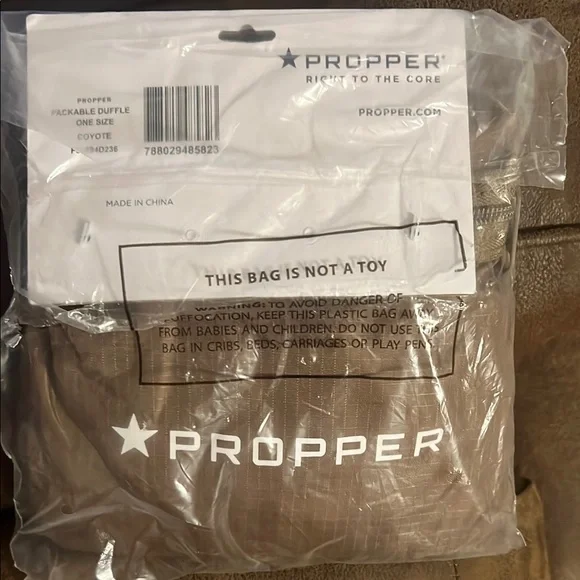 PROPPER
RIGHT TO THE CORE
PROPPER.COM
PROPPER
PACKABLE DUFFLE
ONE SIZE
COYOTE
788029485823
MADE IN CHINA
THIS BAG IS NOT A TOY
WARNING: TO AVOID DANGER OF
SUFFOCATION, KEEP THIS PLASTIC BAG AWAY
FROM BABIES AND CHILDREN. DO NOT USE THIS
BAG IN CRIBS, BEDS, CARRIAGES OR PLAY PENS.
PROPPER